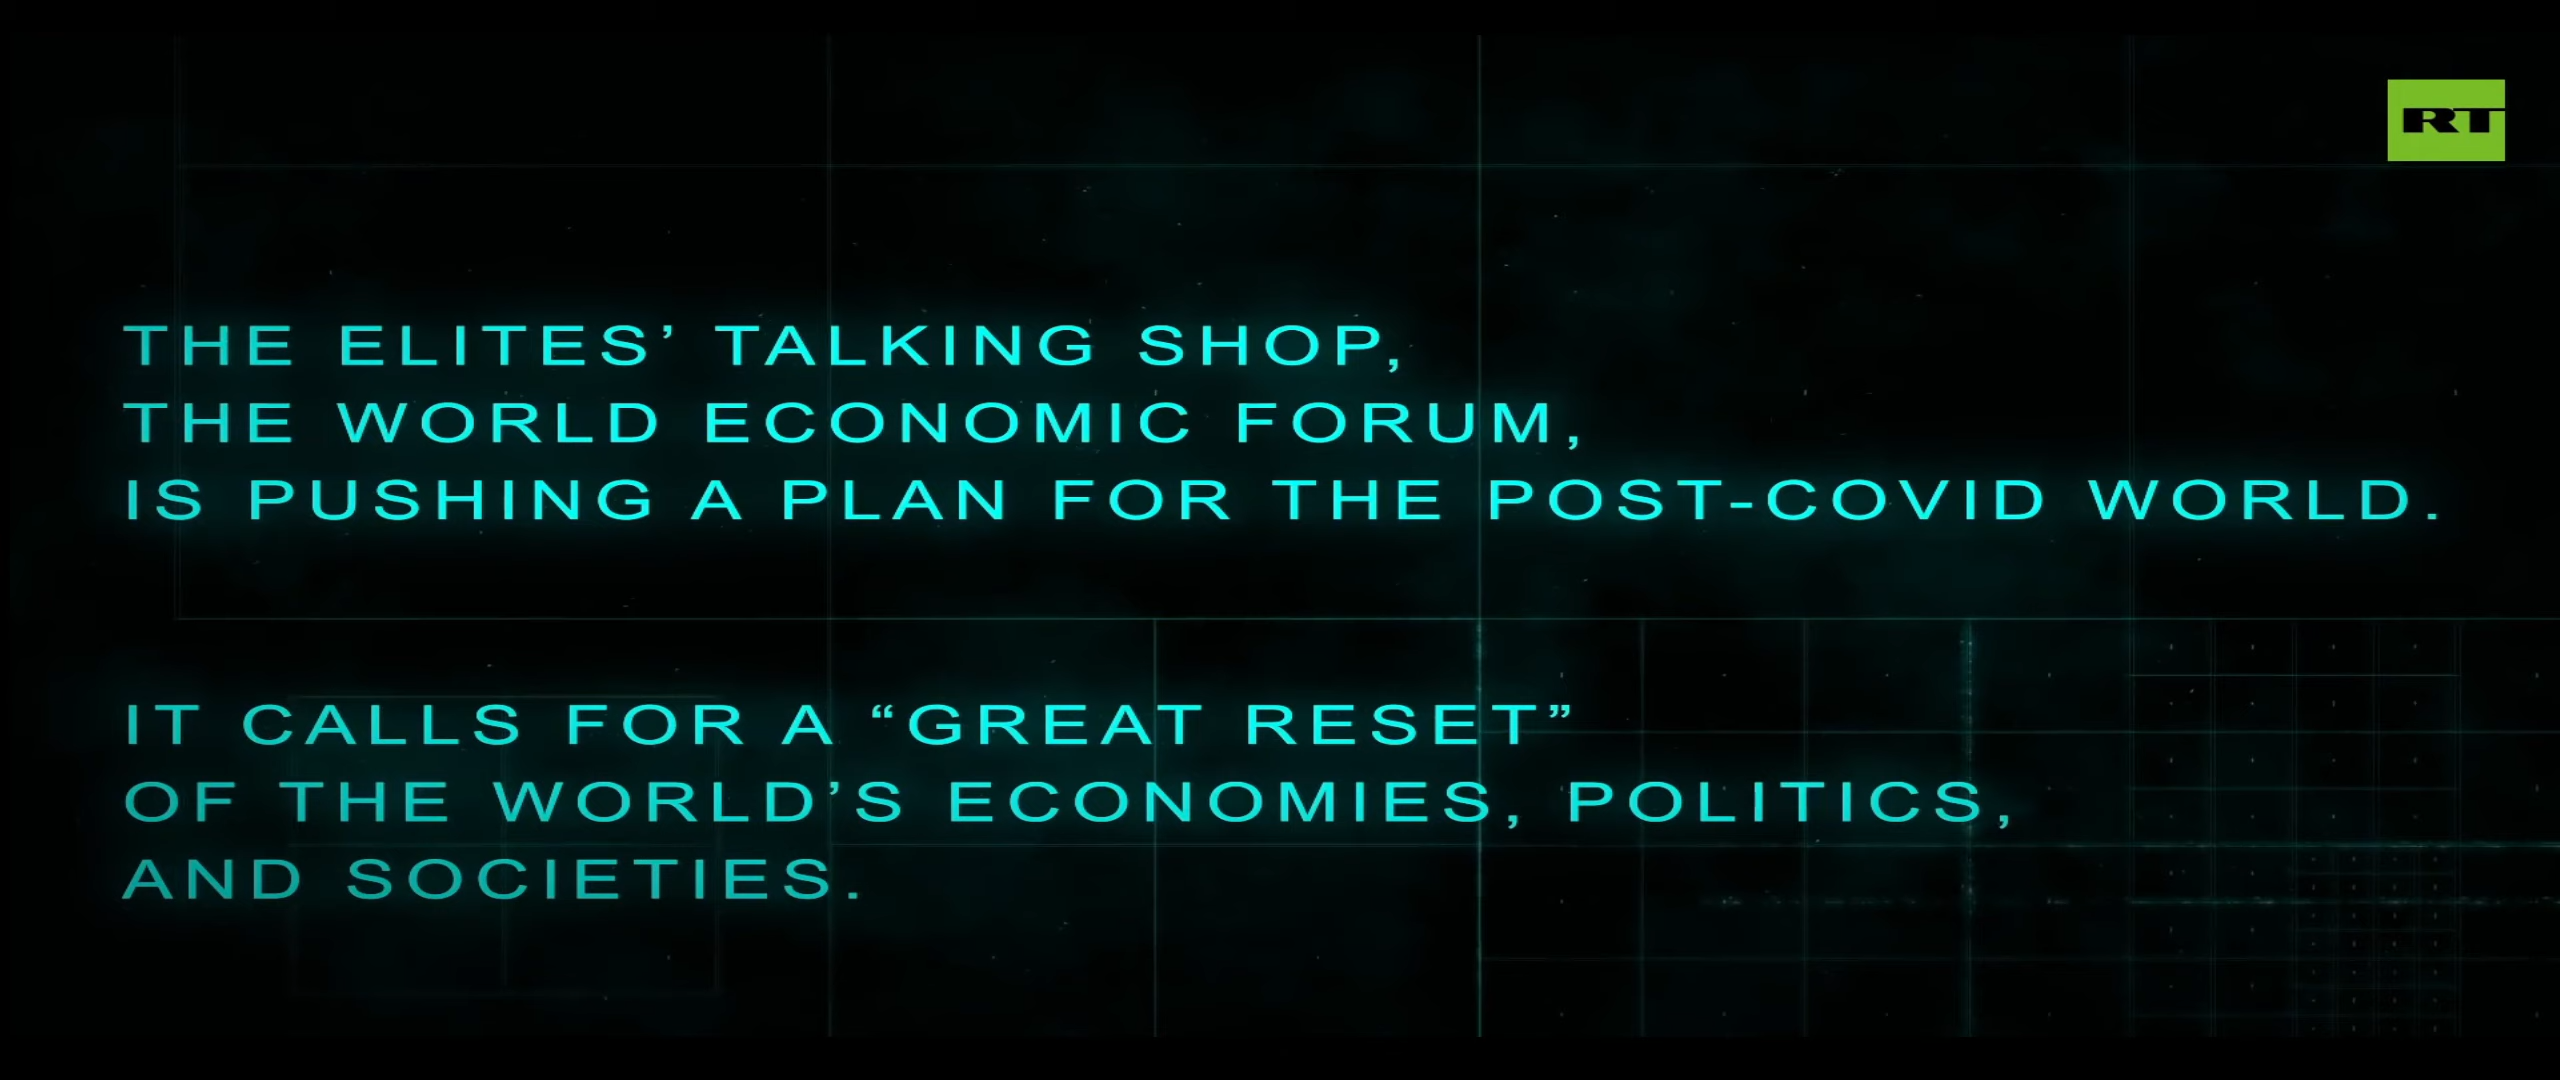 RT
THE ELITES’ TALKING SHOP,
THE WORLD ECONOMIC FORUM,
IS PUSHING A PLAN FOR THE POST-COVID WORLD.
IT CALLS FOR A “GREAT RESET”
OF THE WORLD’S ECONOMIES, POLITICS,
AND SOCIETIES.